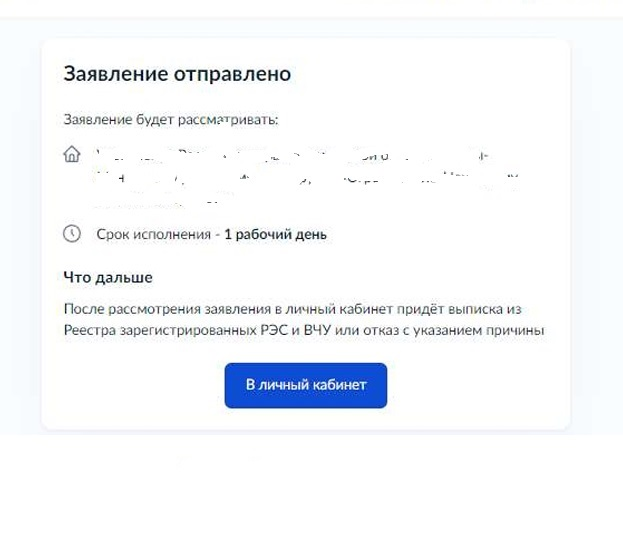 Заявление отправлено
Заявление будет рассматривать:
Срок исполнения - 1 рабочий день
Что дальше
После рассмотрения заявления в личный кабинет придёт выписка из
Реестра зарегистрированных РЭС и ВЧУ или отказ с указанием причины
В личный кабинет